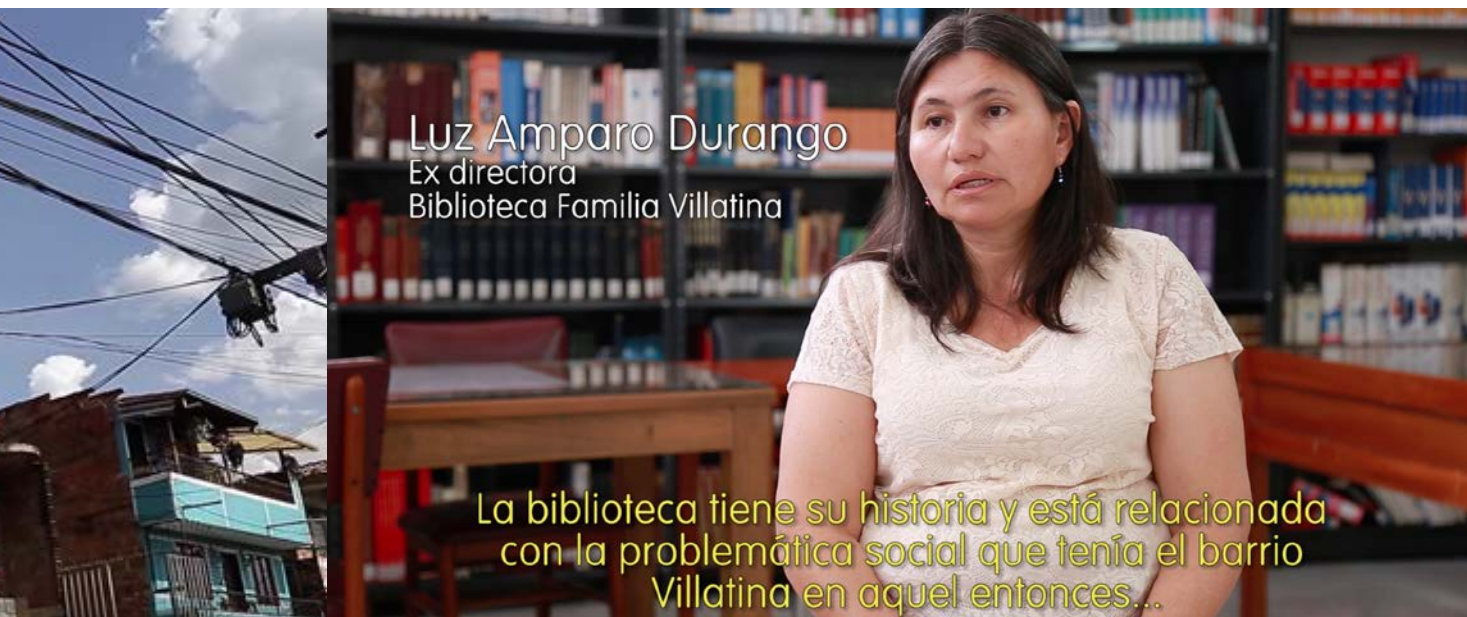 Luz Amparo Durango
Ex directora
Biblioteca Familia Villatina
La biblioteca tiene su historia y está relacionada
con la problemática social que tenía el barrio
Villatina en aquel entonces...